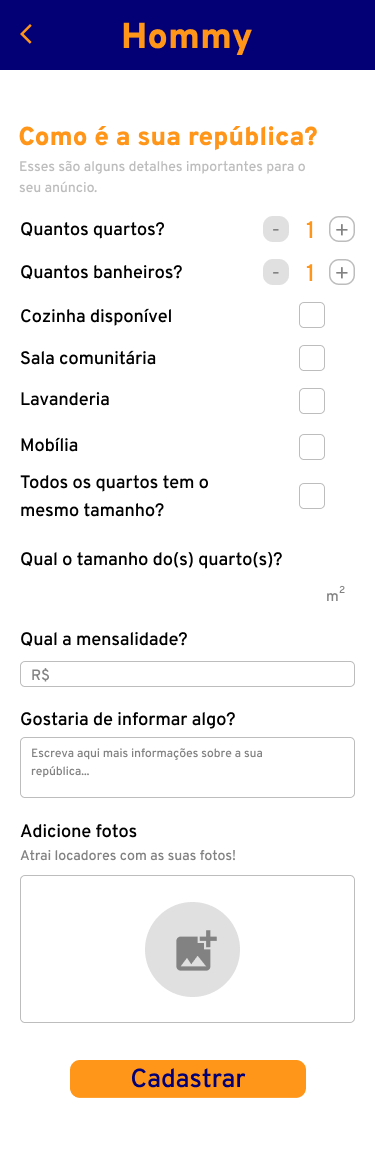 Hommy
Como é a sua república?
Esses são alguns detalhes importantes para o
seu anúncio.
Quantos quartos? - 1 +
Quantos banheiros? - 1 +
Cozinha disponível
Sala comunitária
Lavanderia
Mobília
Todos os quartos tem o
mesmo tamanho?
Qual o tamanho do(s) quarto(s)?
m²
Qual a mensalidade?
R$
Gostaria de informar algo?
Escreva aqui mais informações sobre a sua
república...
Adicione fotos
Atrai locadores com as suas fotos!
Cadastrar